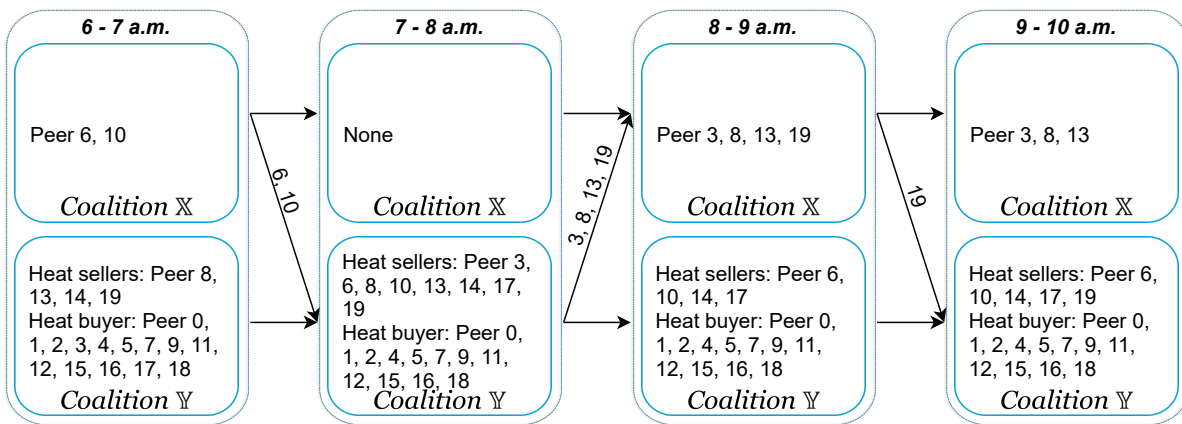 6 - 7 a.m.
Peer 6, 10
Coalition 𝕏
Heat sellers: Peer 8,
13, 14, 19
Heat buyer: Peer 0,
1, 2, 3, 4, 5, 7, 9, 11,
12, 15, 16, 17, 18
Coalition 𝕐
6, 10
7 - 8 a.m.
None
Coalition 𝕏
Heat sellers: Peer 3,
6, 8, 10, 13, 14, 17,
19
Heat buyer: Peer 0,
1, 2, 4, 5, 7, 9, 11,
12, 15, 16, 18
Coalition 𝕐
3, 8, 13, 19
8 - 9 a.m.
Peer 3, 8, 13, 19
Coalition 𝕏
Heat sellers: Peer 6,
10, 14, 17
Heat buyer: Peer 0,
1, 2, 4, 5, 7, 9, 11,
12, 15, 16, 18
Coalition 𝕐
19
9 - 10 a.m.
Peer 3, 8, 13
Coalition 𝕏
Heat sellers: Peer 6,
10, 14, 17, 19
Heat buyer: Peer 0,
1, 2, 4, 5, 7, 9, 11,
12, 15, 16, 18
Coalition 𝕐